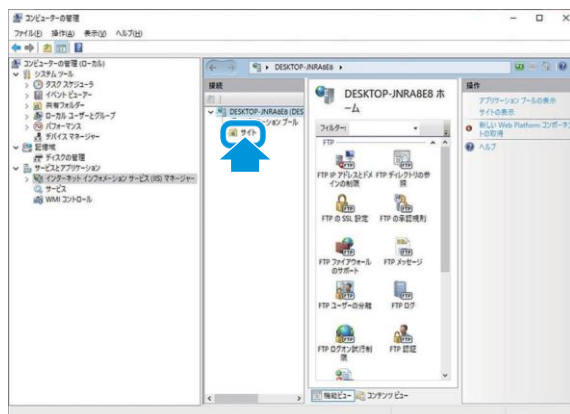 コンピューターの管理
ファイル(F) 操作(A) 表示(V) ヘルプ(H)
コンピューターの管理 (ローカル)
システム ツール
タスク スケジューラ
イベント ビューアー
共有フォルダー
ローカル ユーザーとグループ
パフォーマンス
デバイス マネージャー
記憶域
ディスクの管理
サービスとアプリケーション
インターネット インフォメーション サービス (IIS) マネージャー
サービス
WMI コントロール
DESKTOP-JNRA8E8
接続
DESKTOP-JNRA8E8 (DES
ション プール
サイト
DESKTOP-JNRA8E8 ホ
ーム
フィルター:
FTP
FTP IP アドレスとドメ
インの制限
FTP ディレクトリの参
照
FTP の SSL 設定
FTP の承認規則
FTP ファイアウォール
のサポート
FTP メッセージ
FTP ユーザーの分離
FTP ログ
FTP ログオン試行制
限
FTP 認証
機能ビュー
コンテンツ ビュー
操作
アプリケーション プールの表示
サイトの表示
新しい Web Platform コンポーネ
トの取得
ヘルプ